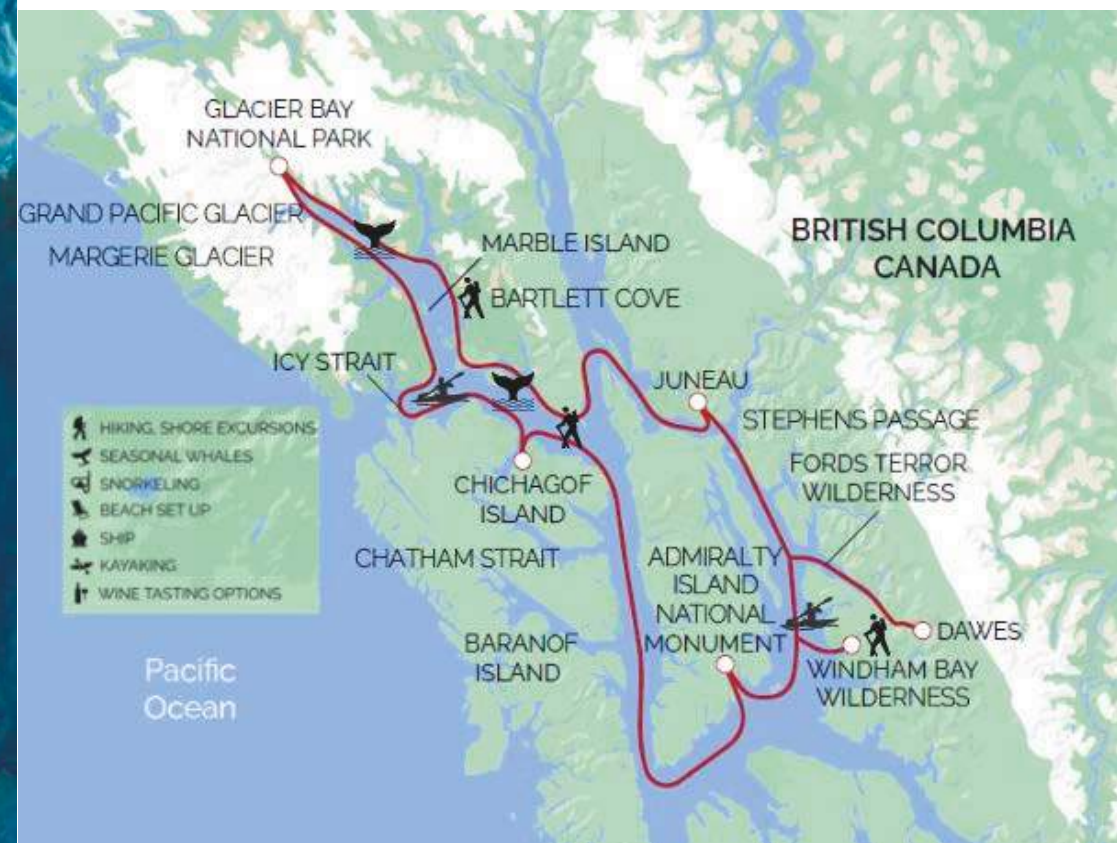 GLACIER BAY
NATIONAL PARK
GRAND PACIFIC GLACIER
MARGERIE GLACIER
MARBLE ISLAND
BARTLETT COVE
BRITISH COLUMBIA
CANADA
ICY STRAIT
JUNEAU
STEPHENS PASSAGE
FORDS TERROR
WILDERNESS
HIKING, SHORE EXCURSIONS
SEASONAL WHALES
SNORKELING
BEACH SET UP
SHIP
KAYAKING
WINE TASTING OPTIONS
CHICHAGOF
ISLAND
CHATHAM STRAIT
ADMIRALTY
ISLAND
NATIONAL
MONUMENT
BARANOF
ISLAND
DAWES
WINDHAM BAY
WILDERNESS
Pacific
Ocean